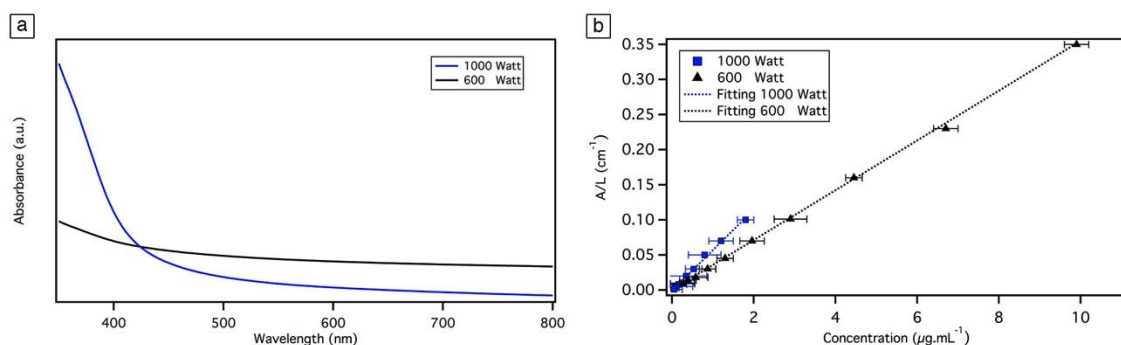 a
Absorbance (a.u.)
1000 Watt
600 Watt
400
500
600
700
800
Wavelength (nm)
b
A/L (cm⁻¹)
0.35
0.30
0.25
0.20
0.15
0.10
0.05
0.00
1000 Watt
600 Watt
Fitting 1000 Watt
Fitting 600 Watt
0
2
4
6
8
10
Concentration (µg.mL⁻¹)